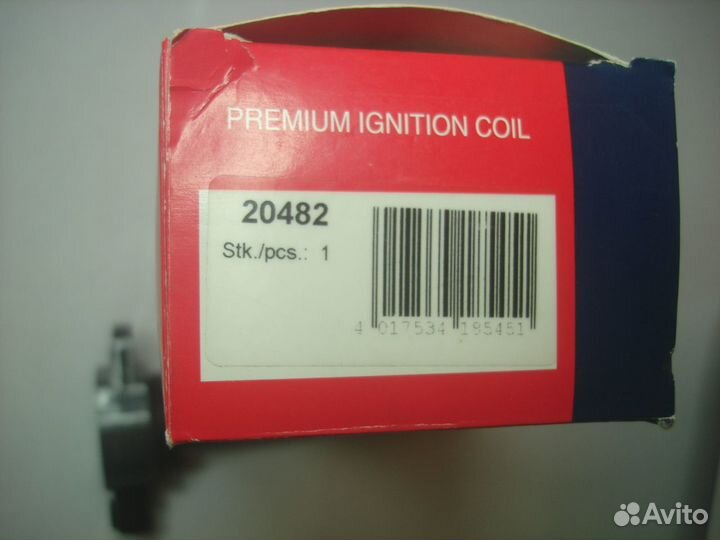 PREMIUM IGNITION COIL
20482
Stk./pcs.: 1
4 017534 195451
Avito